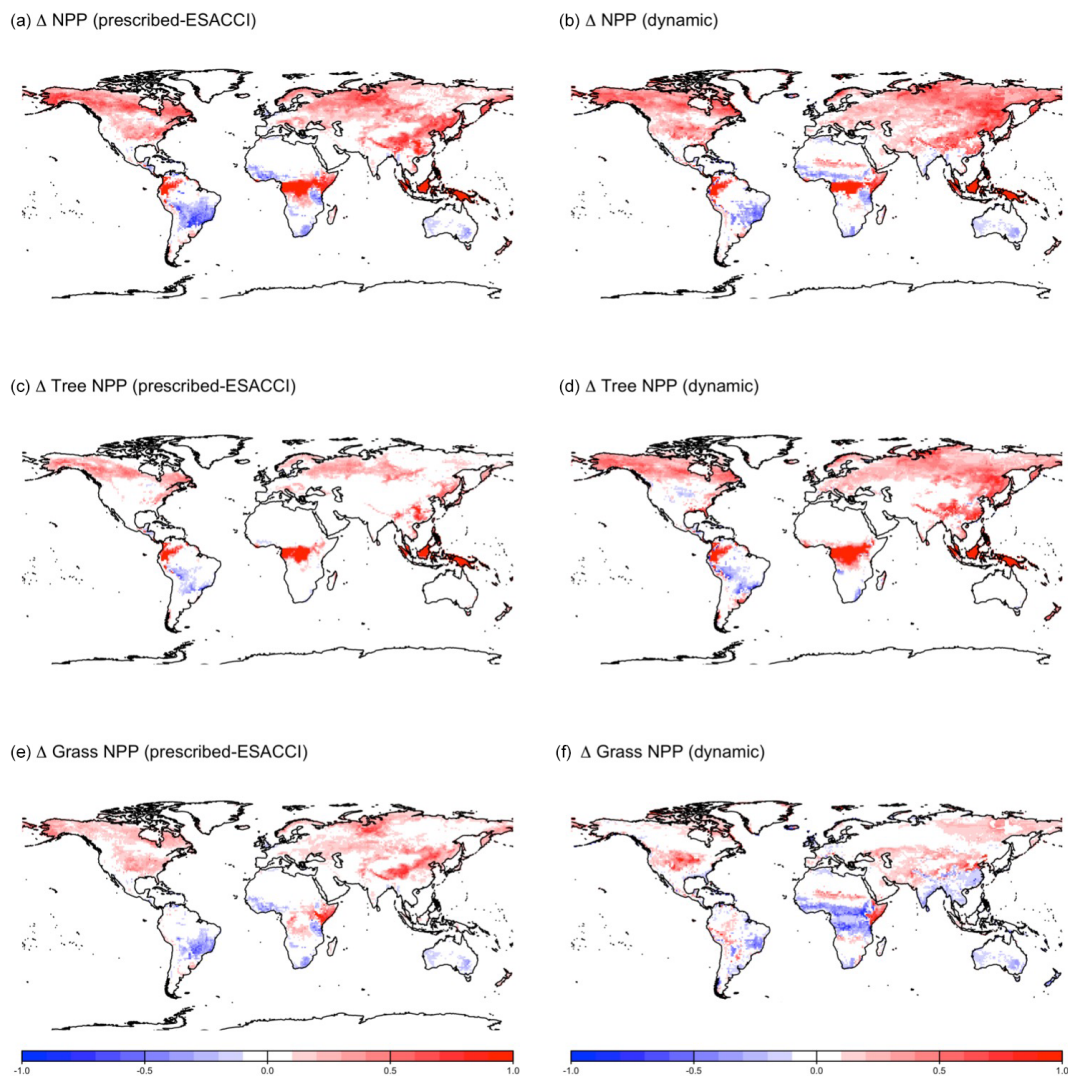 (a) Δ NPP (prescribed-ESACCI)
(b) Δ NPP (dynamic)
(c) Δ Tree NPP (prescribed-ESACCI)
(d) Δ Tree NPP (dynamic)
(e) Δ Grass NPP (prescribed-ESACCI)
(f) Δ Grass NPP (dynamic)
-1.0 -0.5 0.0 0.5 1.0
-1.0 -0.5 0.0 0.5 1.0